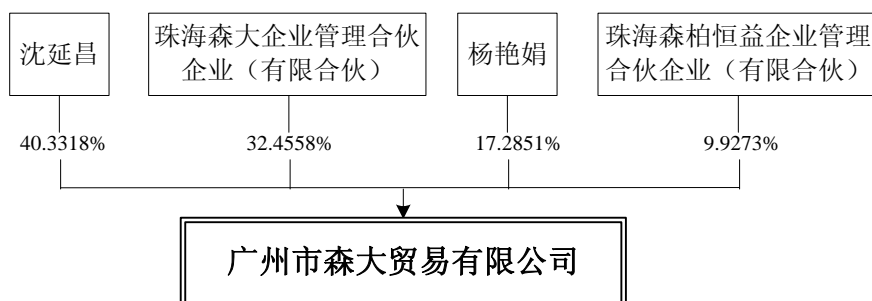 沈延昌
珠海森大企业管理合伙
企业（有限合伙）
杨艳娟
珠海森柏恒益企业管理
合伙企业（有限合伙）
40.3318%
32.4558%
17.2851%
9.9273%
广州市森大贸易有限公司